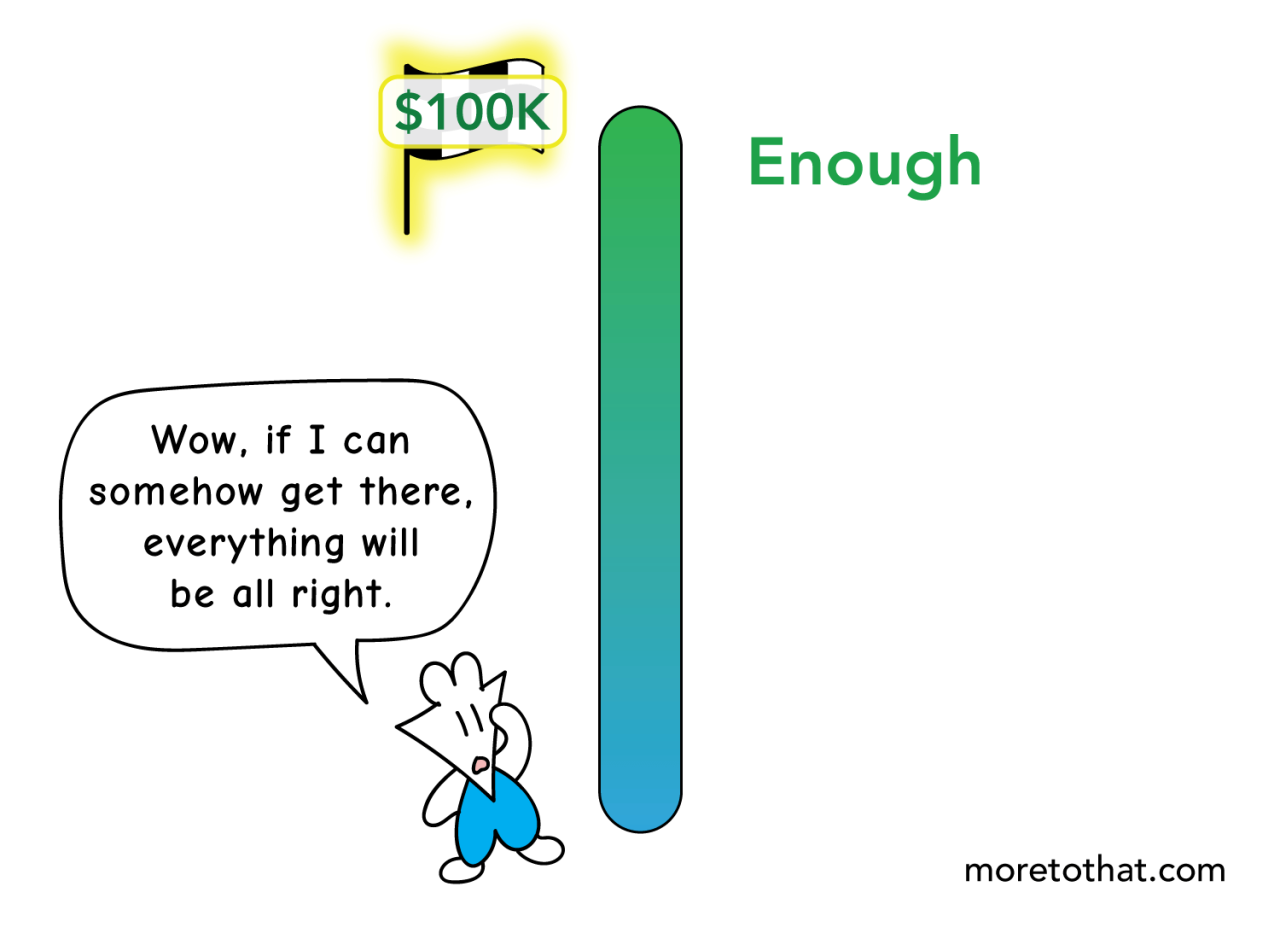 $100K
Enough
Wow, if I can
somehow get there,
everything will
be all right.
moretothat.com